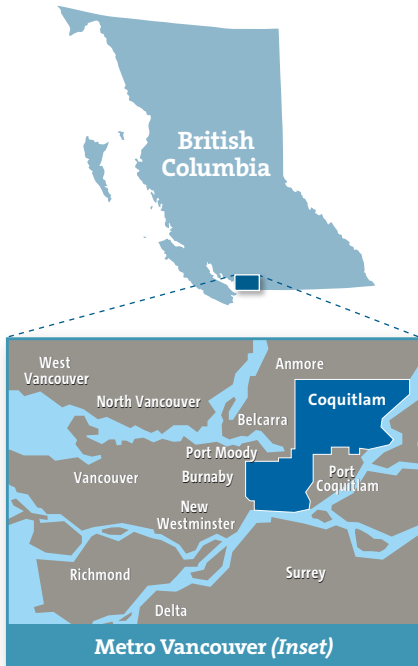 British
Columbia
West
Vancouver
Anmore
North Vancouver
Coquitlam
Belcarra
Port Moody
Vancouver
Burnaby
Port
Coquitlam
New
Westminster
Richmond
Surrey
Delta
Metro Vancouver (Inset)